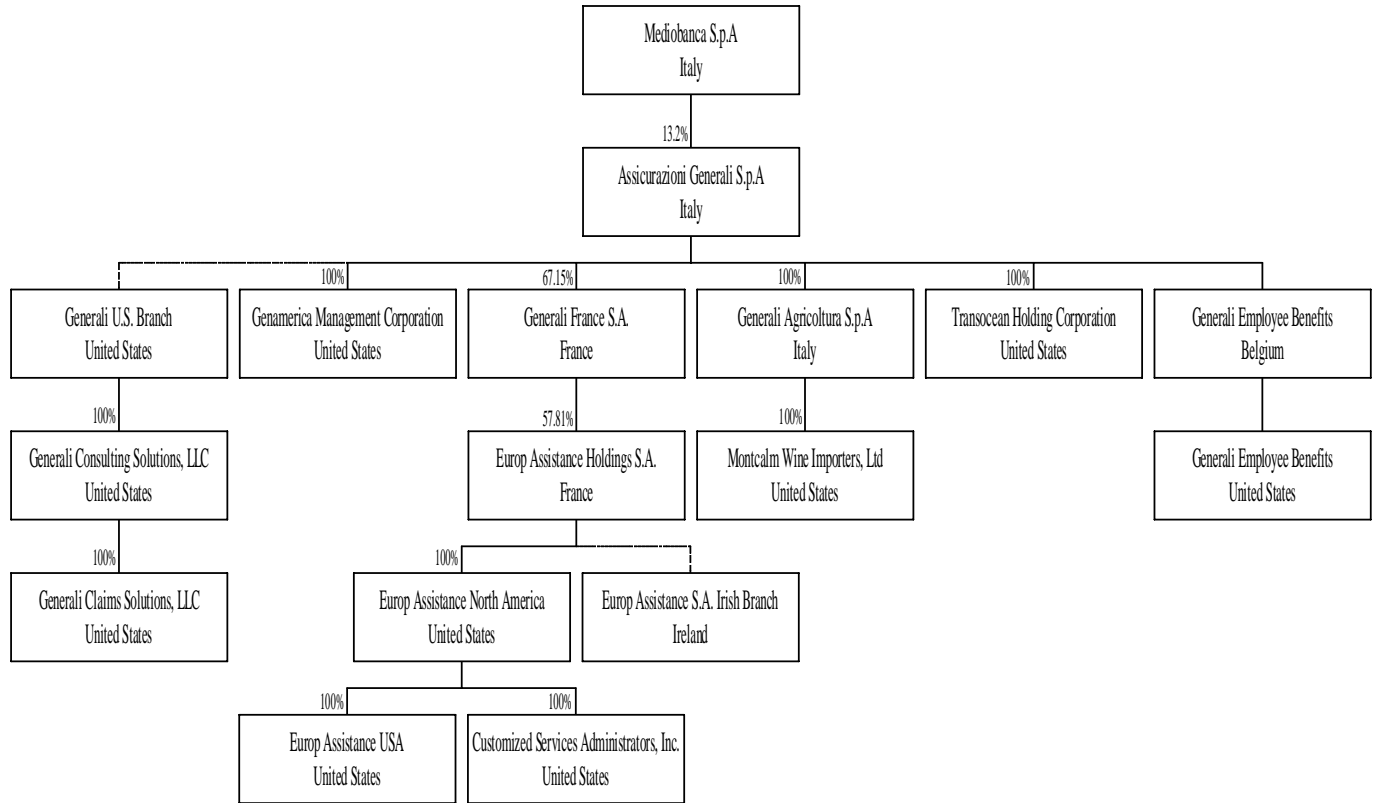 Mediobanca S.p.A
Italy
13.2%
Assicurazioni Generali S.p.A
Italy
100%
67.15%
100%
100%
Generali U.S. Branch
United States
Genamerica Management Corporation
United States
Generali France S.A.
France
Generali Agricoltura S.p.A
Italy
Transocean Holding Corporation
United States
Generali Employee Benefits
Belgium
100%
57.81%
100%
Generali Consulting Solutions, LLC
United States
Europ Assistance Holdings S.A.
France
Montcalm Wine Importers, Ltd
United States
Generali Employee Benefits
United States
100%
100%
Generali Claims Solutions, LLC
United States
Europ Assistance North America
United States
Europ Assistance S.A. Irish Branch
Ireland
100%
100%
Europ Assistance USA
United States
Customized Services Administrators, Inc.
United States